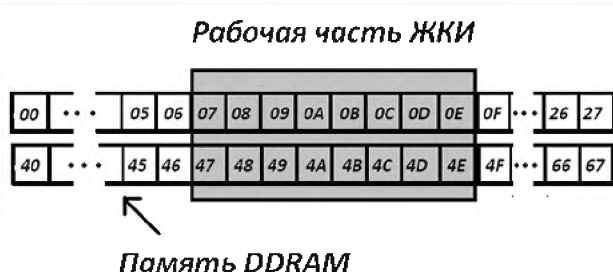 Рабочая часть ЖКИ
00 ··· 05 06 07 08 09 0A 0B 0C 0D 0E 0F ··· 26 27
40 ··· 45 46 47 48 49 4A 4B 4C 4D 4E 4F ··· 66 67
Память DDRAM